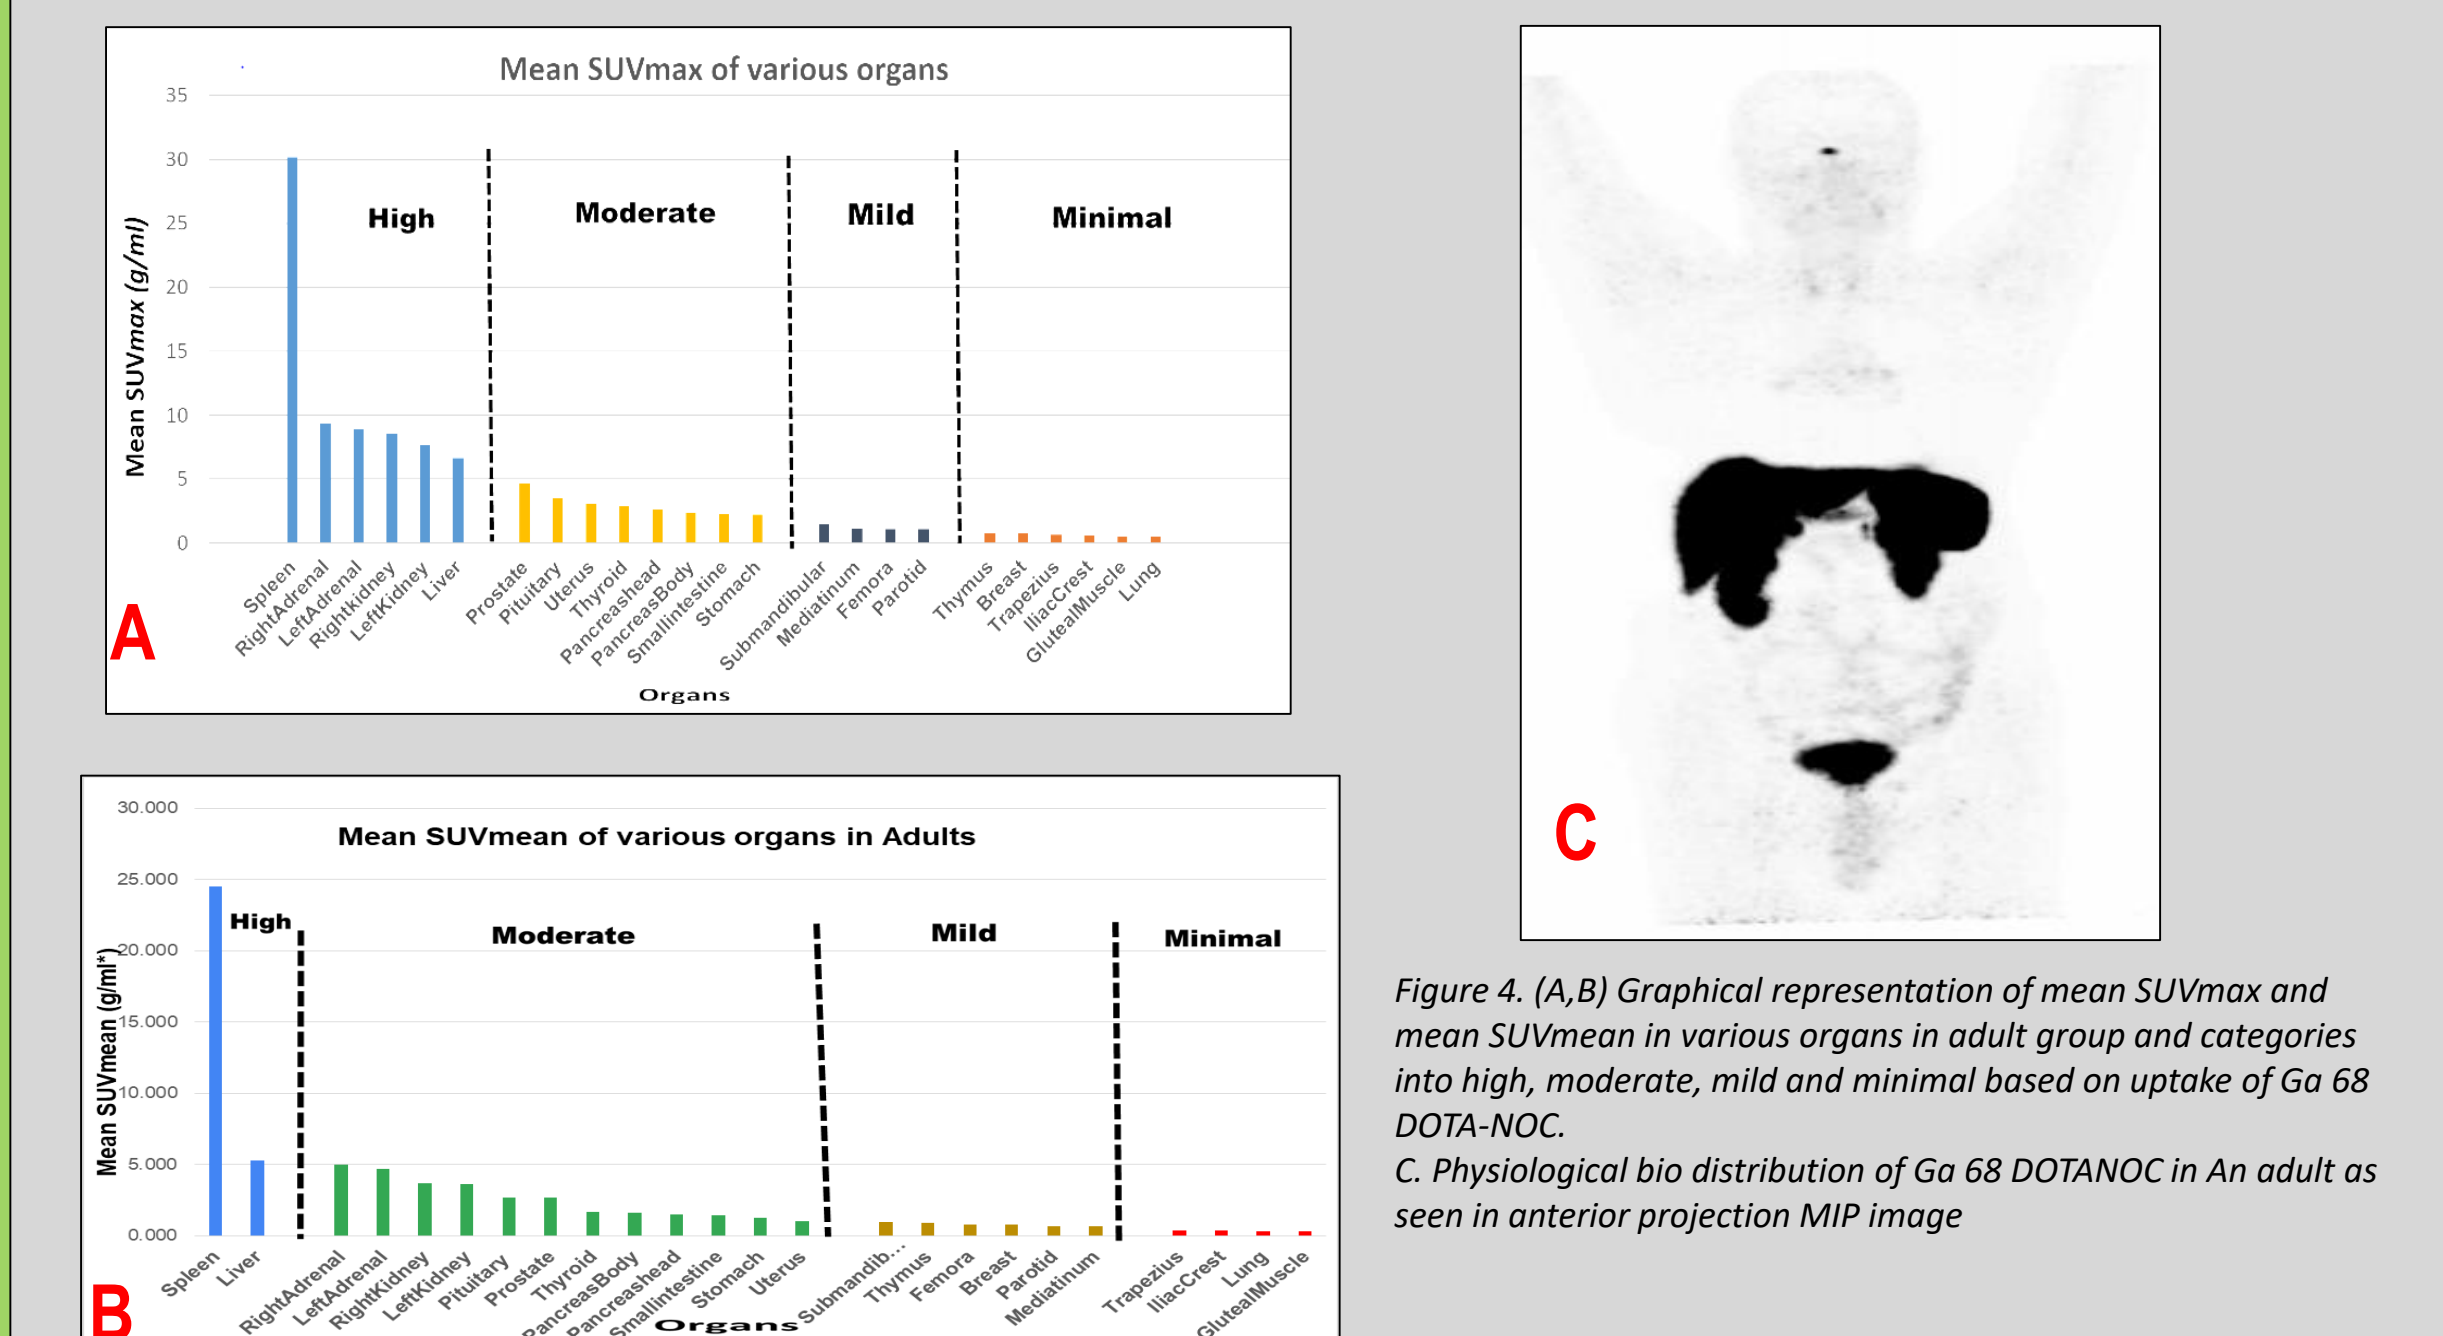 Mean SUVmax of various organs
35
30
25
20
15
10
5
0
Mean SUVmax (g/ml)
High
Moderate
Mild
Minimal
Spleen
RightAdrenal
LeftAdrenal
Rightkidney
LeftKidney
Liver
Prostate
Pituitary
Uterus
Thyroid
Pancreashead
PancreasBody
Smallintestine
Stomach
Submandibular
Mediatinum
Femora
Parotid
Thymus
Breast
Trapezius
IliacCrest
GlutealMuscle
Lung
Organs
A
30.000
Mean SUVmean of various organs in Adults
25.000
20.000
15.000
10.000
5.000
0.000
Mean SUVmean (g/ml*)
High
Moderate
Mild
Minimal
Spleen
Liver
RightAdrenal
LeftAdrenal
RightKidney
LeftKidney
Pituitary
Prostate
Thyroid
PancreasBody
Pancreashead
Smallintestine
Stomach
Uterus
Submandib...
Thymus
Femora
Breast
Parotid
Mediatinum
Trapezius
IliacCrest
Lung
GlutealMuscle
Organs
B
C
Figure 4. (A,B) Graphical representation of mean SUVmax and
mean SUVmean in various organs in adult group and categories
into high, moderate, mild and minimal based on uptake of Ga 68
DOTA-NOC.
C. Physiological bio distribution of Ga 68 DOTANOC in An adult as
seen in anterior projection MIP image